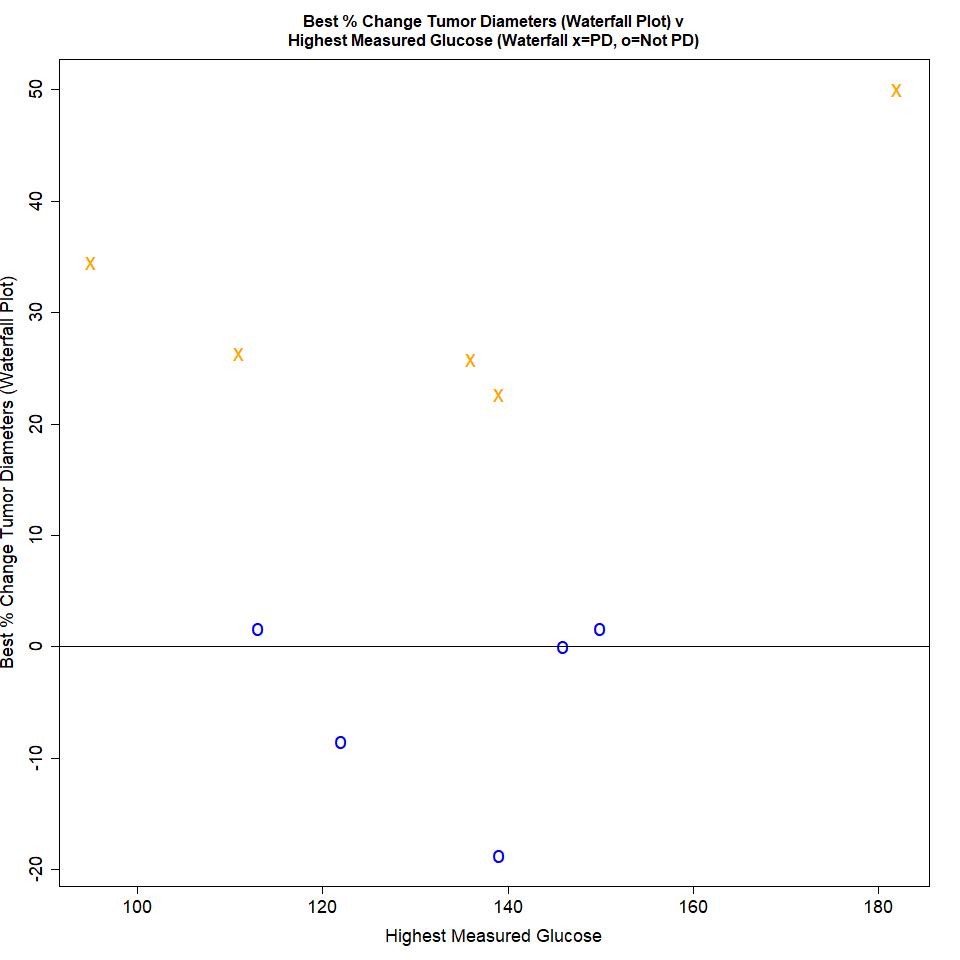 Best % Change Tumor Diameters (Waterfall Plot) v
Highest Measured Glucose (Waterfall x=PD, o=Not PD)
Best % Change Tumor Diameters (Waterfall Plot)
50
40
30
20
10
0
-10
-20
X
X
X
X
X
O
O
O
O
O
100 120 140 160 180
Highest Measured Glucose